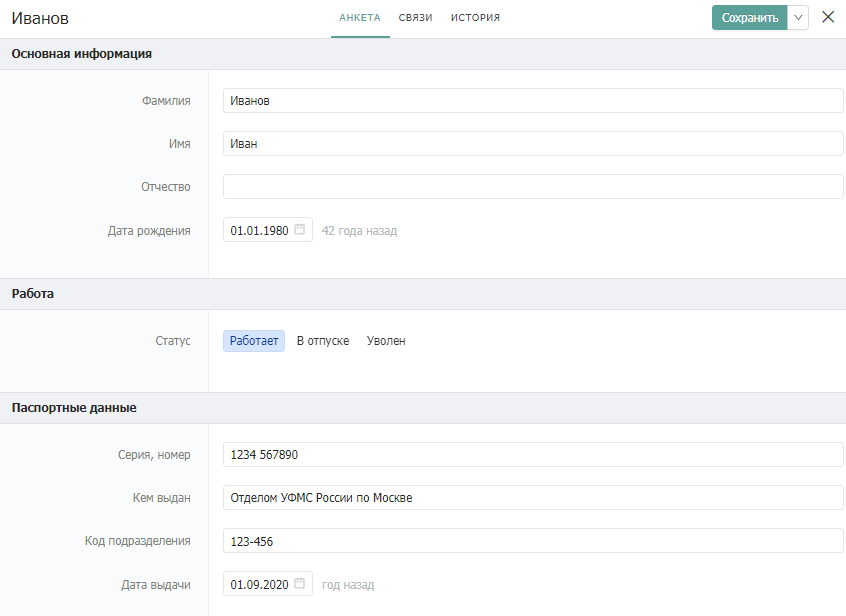 Иванов АНКЕТА СВЯЗИ ИСТОРИЯ Сохранить
Основная информация
Фамилия Иванов
Имя Иван
Отчество
Дата рождения 01.01.1980 42 года назад
Работа
Статус Работает В отпуске Уволен
Паспортные данные
Серия, номер 1234 567890
Кем выдан Отделом УФМС России по Москве
Код подразделения 123-456
Дата выдачи 01.09.2020 год назад